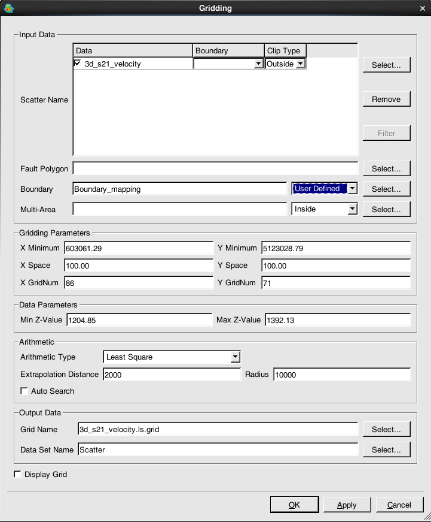 Gridding
Input Data
Data Boundary Clip Type
3d_s21_velocity Outside Select...
Scatter Name Remove
Filter
Fault Polygon Select...
Boundary Boundary_mapping User Defined Select...
Multi-Area Inside Select...
Gridding Parameters
X Minimum 603061.29 Y Minimum 5123028.79
X Space 100.00 Y Space 100.00
X GridNum 86 Y GridNum 71
Data Parameters
Min Z-Value 1204.85 Max Z-Value 1392.13
Arithmetic
Arithmetic Type Least Square
Extrapolation Distance 2000 Radius 10000
Auto Search
Output Data
Grid Name 3d_s21_velocity.ls.grid Select...
Data Set Name Scatter Select...
Display Grid
OK Apply Cancel